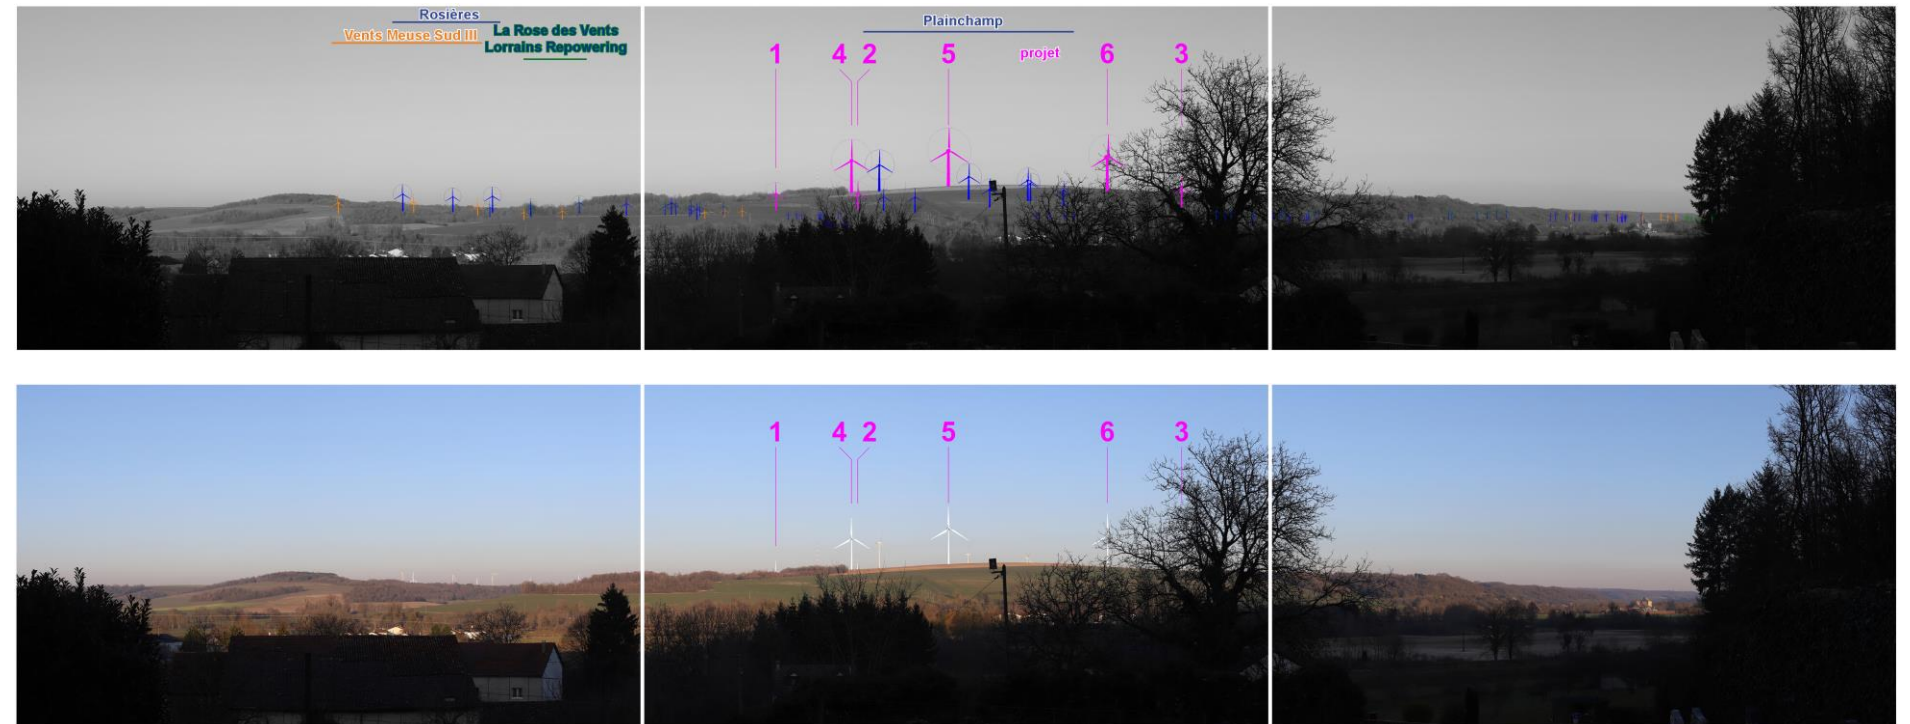 Rosières
Vents Meuse Sud III
La Rose des Vents
Lorrains Repowering
Plainchamp
1 4 2 5 projet 6 3
1 4 2 5 6 3